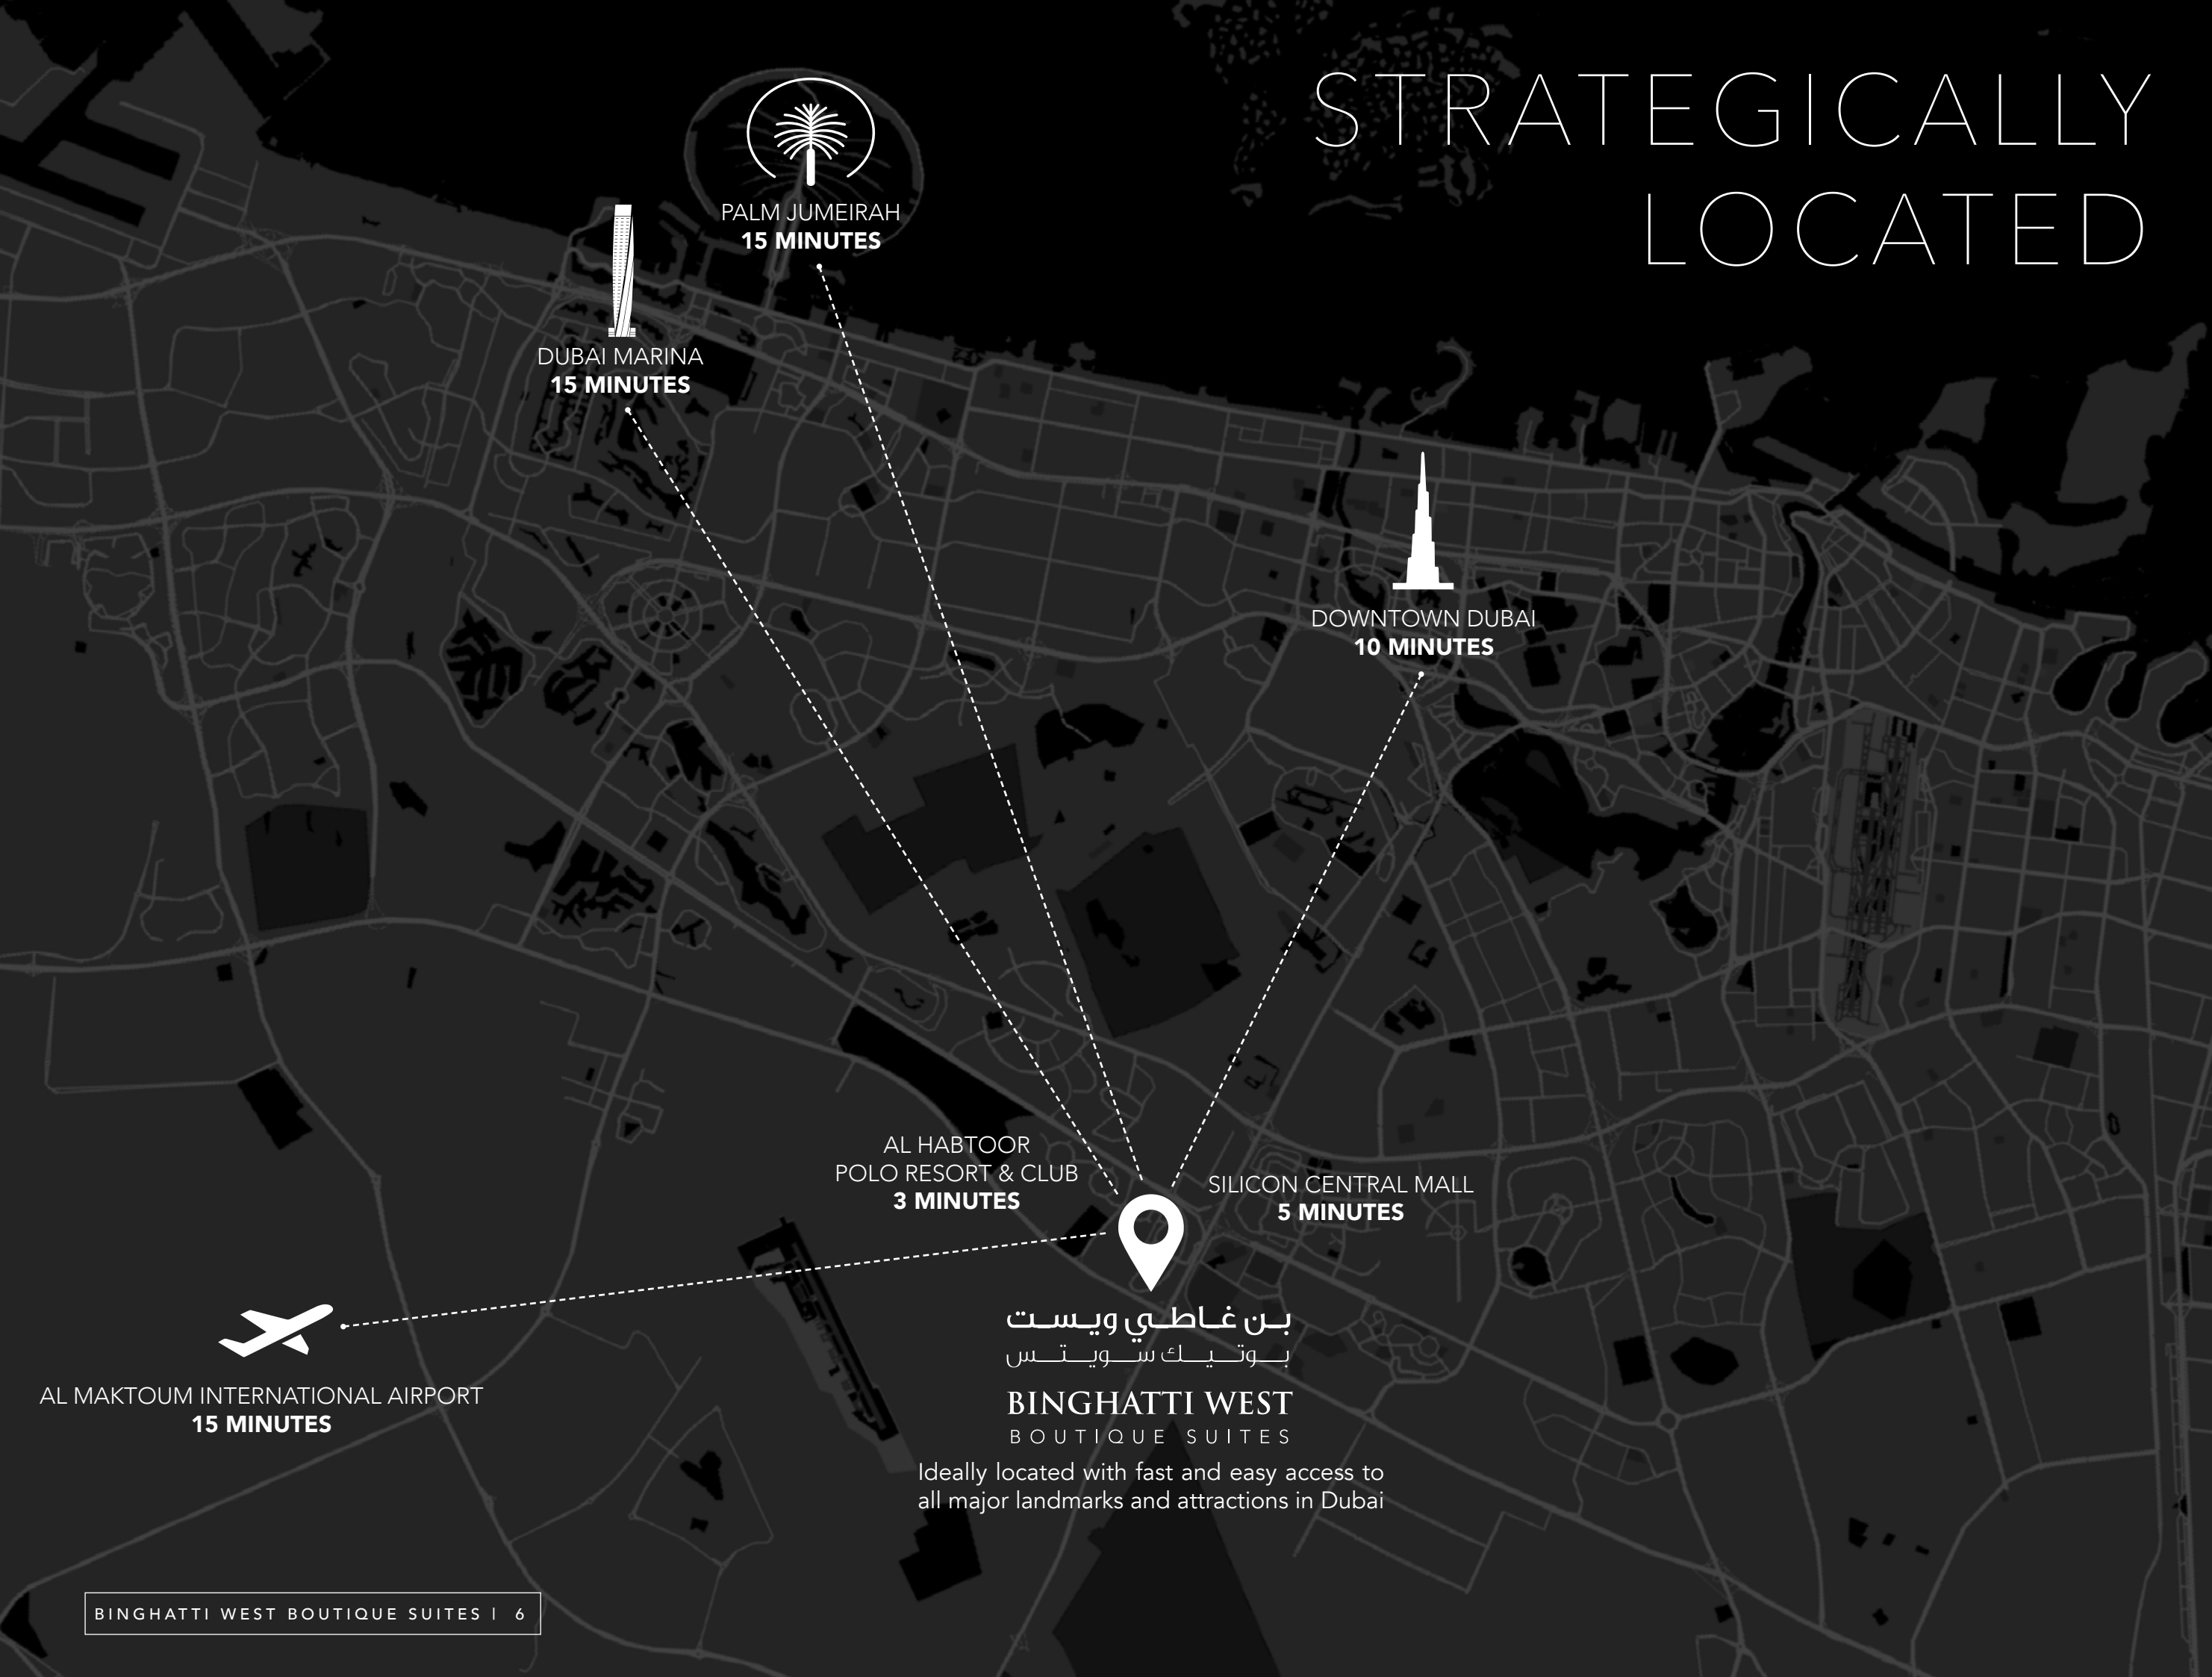 STRATEGICALLY
LOCATED
PALM JUMEIRAH
15 MINUTES
DUBAI MARINA
15 MINUTES
DOWNTOWN DUBAI
10 MINUTES
AL HABTOOR
POLO RESORT & CLUB
3 MINUTES
SILICON CENTRAL MALL
5 MINUTES
AL MAKTOUM INTERNATIONAL AIRPORT
15 MINUTES
بن غاطي ويست
بوتيك سويتس
BINGHATTI WEST
BOUTIQUE SUITES
Ideally located with fast and easy access to
all major landmarks and attractions in Dubai
BINGHATTI WEST BOUTIQUE SUITES | 6